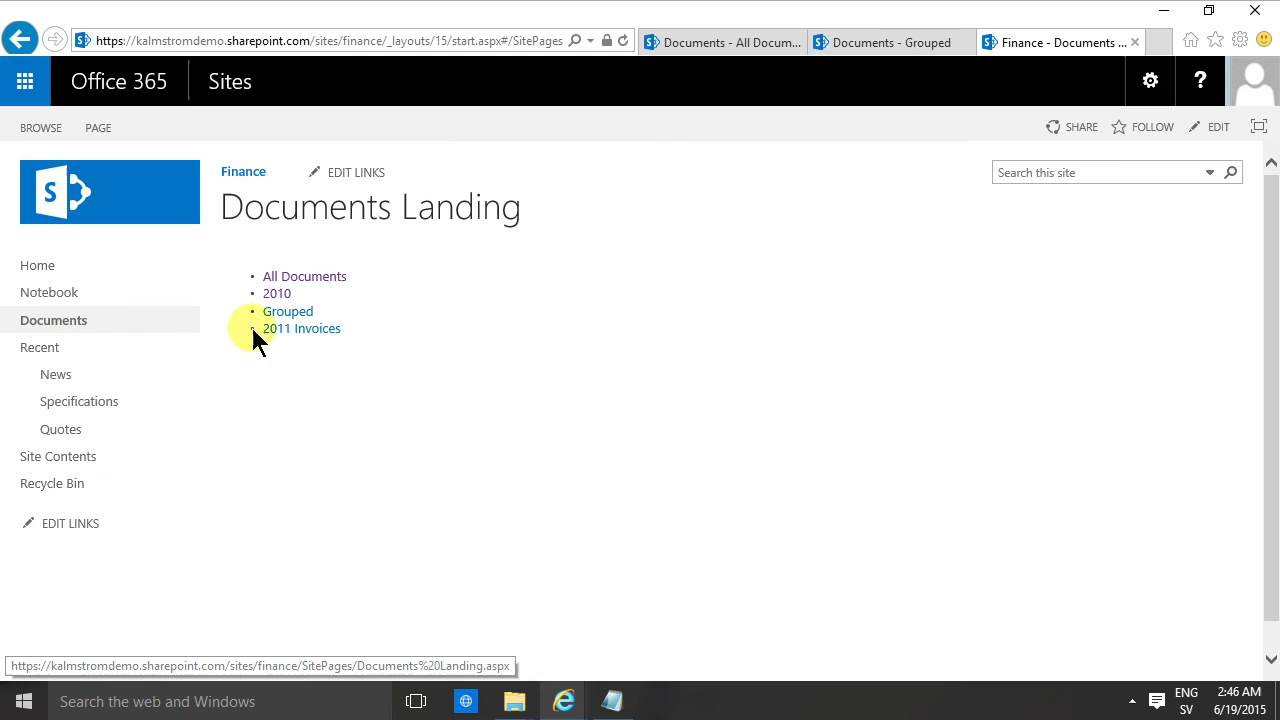 https://kalmstromdemo.sharepoint.com/sites/finance/_layouts/15/start.aspx#/SitePages
Documents - All Docum...
Documents - Grouped
Finance - Documents ...
Office 365
Sites
?
BROWSE
PAGE
SHARE
FOLLOW
EDIT
S
Finance
EDIT LINKS
Search this site
Documents Landing
Home
Notebook
Documents
Recent
News
Specifications
Quotes
Site Contents
Recycle Bin
EDIT LINKS
• All Documents
• 2010
• Grouped
• 2011 Invoices
https://kalmstromdemo.sharepoint.com/sites/finance/SitePages/Documents%20Landing.aspx
Search the web and Windows
ENG
SV
2:46 AM
6/19/2015